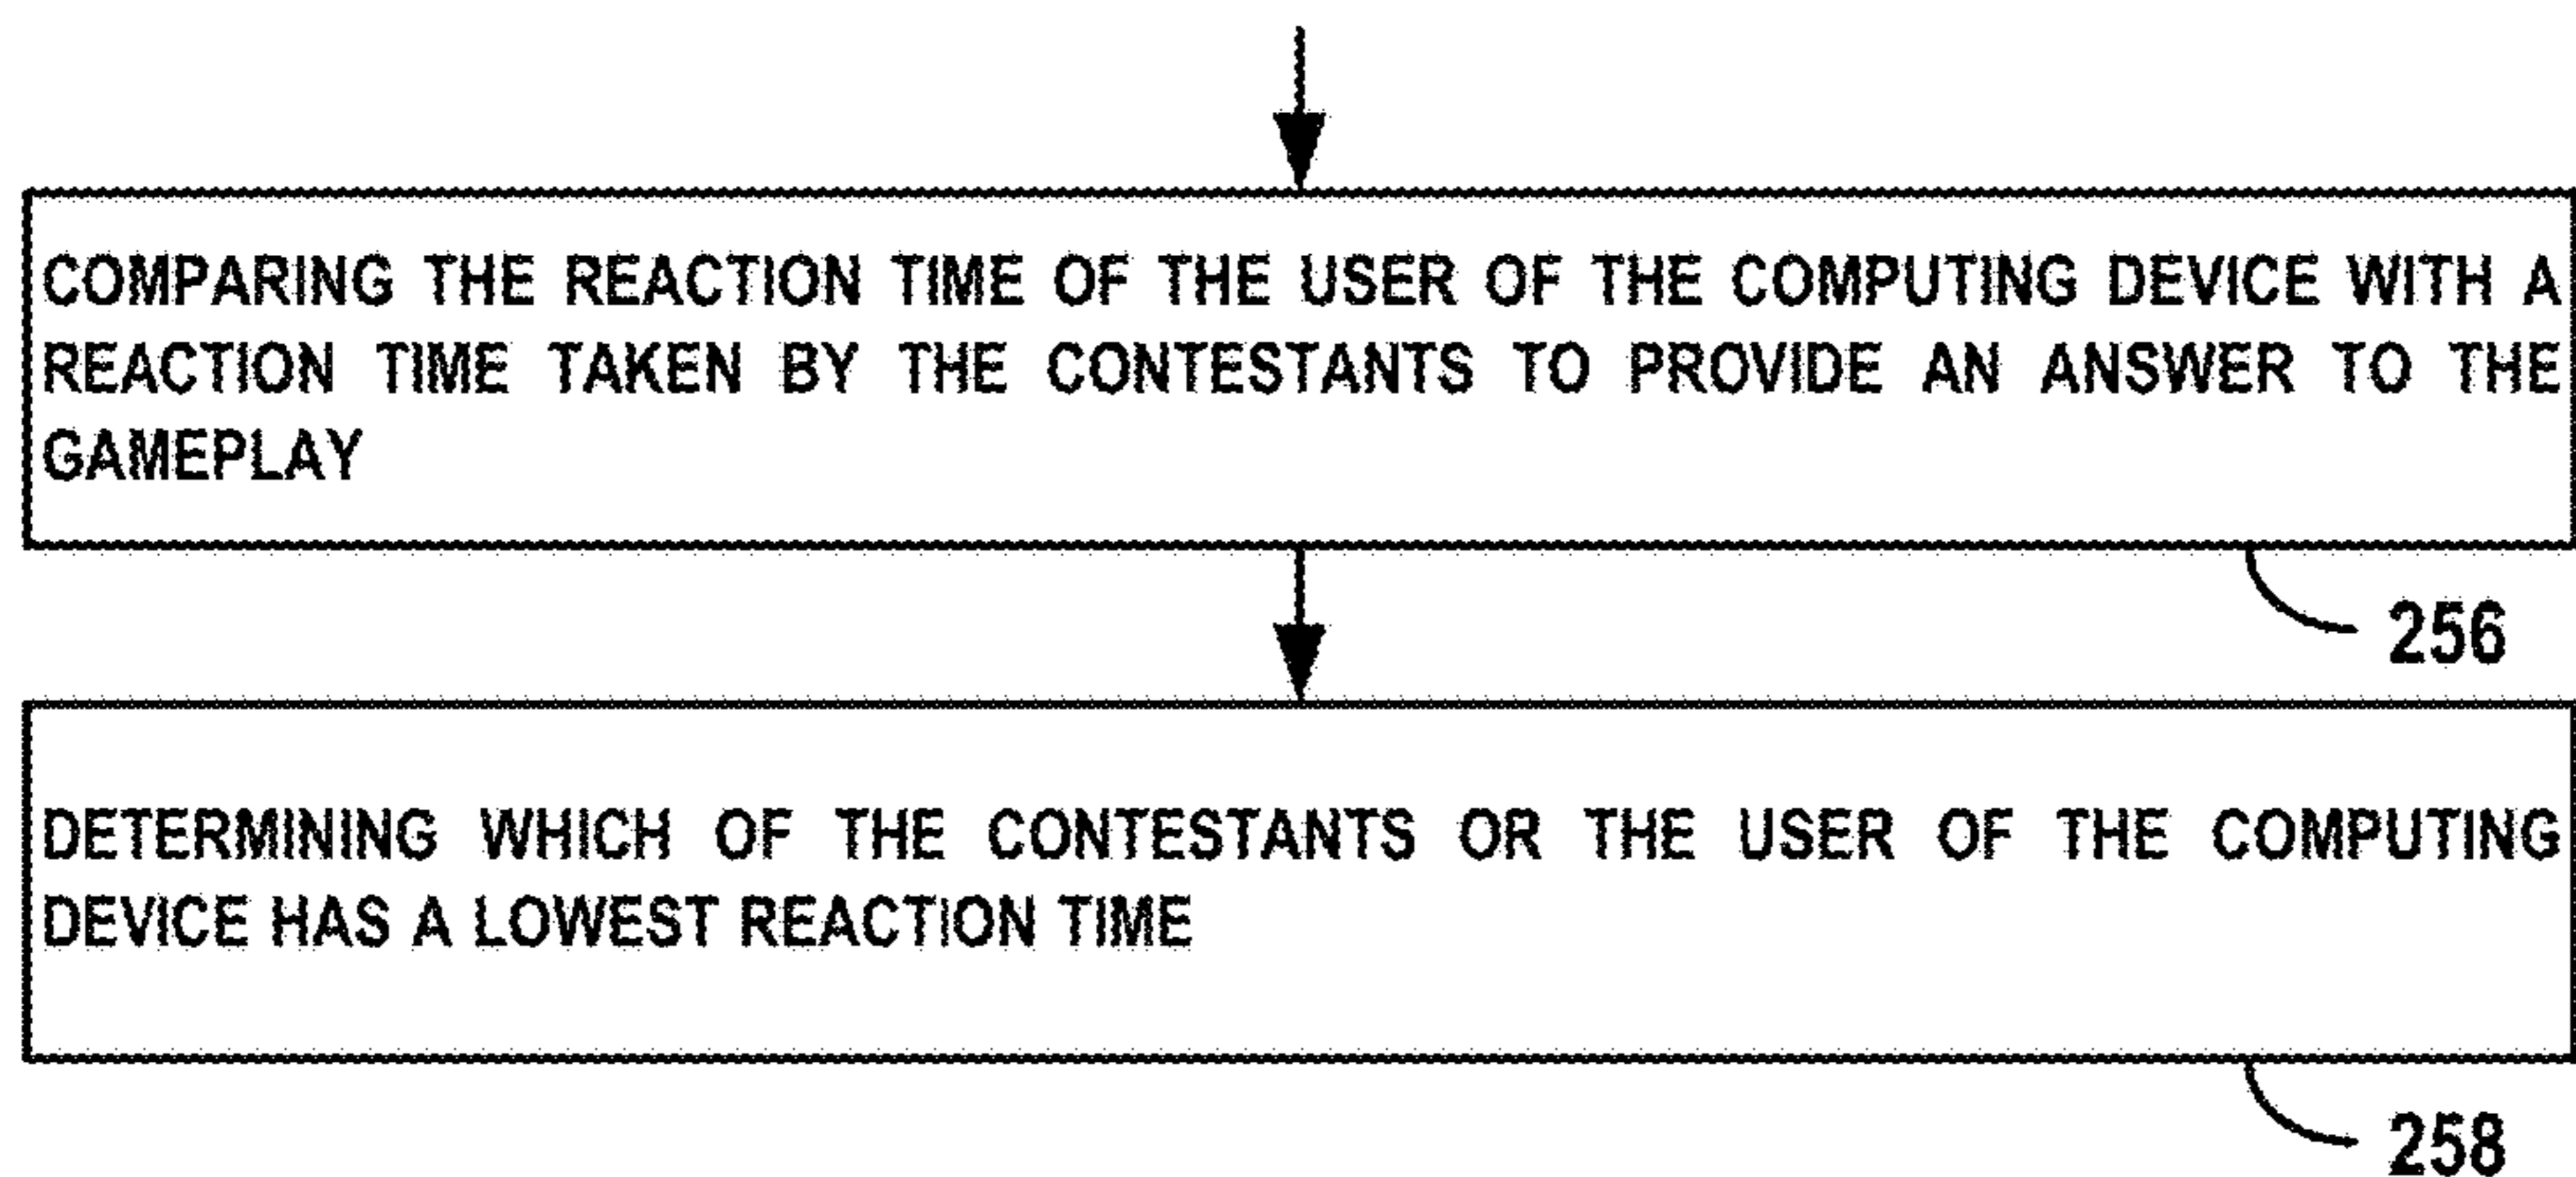 COMPARING THE REACTION TIME OF THE USER OF THE COMPUTING DEVICE WITH A
REACTION TIME TAKEN BY THE CONTESTANTS TO PROVIDE AN ANSWER TO THE
GAMEPLAY
256
DETERMINING WHICH OF THE CONTESTANTS OR THE USER OF THE COMPUTING
DEVICE HAS A LOWEST REACTION TIME
258